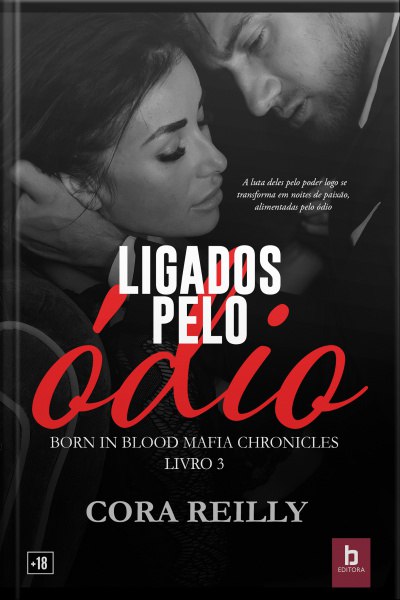 A luta deles pelo poder logo se
transforma em noites de paixão,
alimentadas pelo ódio
LIGADOS
PELO
ódio
BORN IN BLOOD MAFIA CHRONICLES
LIVRO 3
CORA REILLY
+18
b
EDITORA